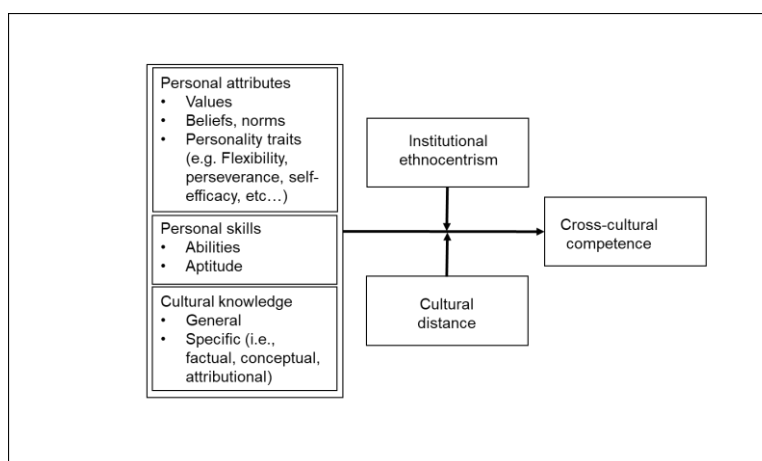 Personal attributes
• Values
• Beliefs, norms
• Personality traits
(e.g. Flexibility,
perseverance, self-
efficacy, etc…)
Personal skills
• Abilities
• Aptitude
Cultural knowledge
• General
• Specific (i.e.,
factual, conceptual,
attributional)
Institutional
ethnocentrism
Cultural
distance
Cross-cultural
competence